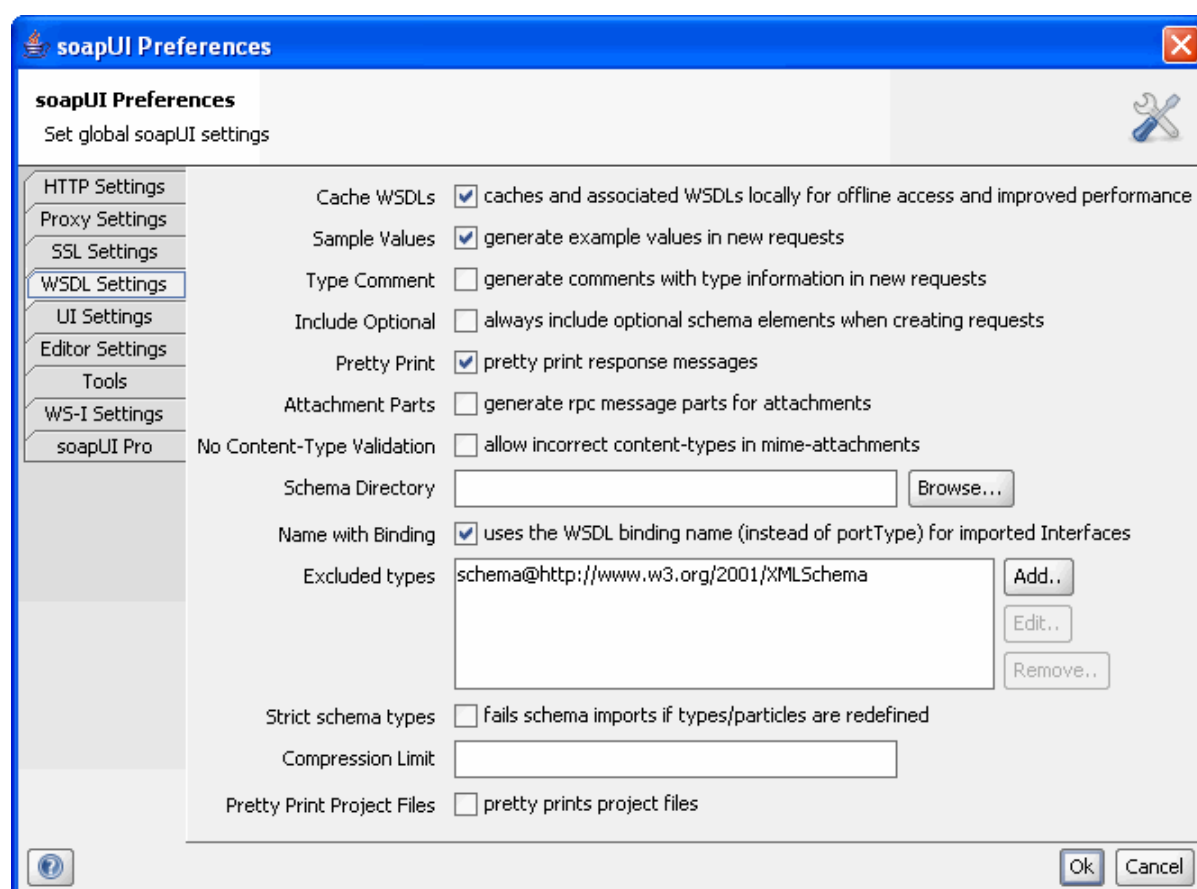 soapUI Preferences
soapUI Preferences
Set global soapUI settings
HTTP Settings
Proxy Settings
SSL Settings
WSDL Settings
UI Settings
Editor Settings
Tools
WS-I Settings
soapUI Pro
Cache WSDLs caches and associated WSDLs locally for offline access and improved performance
Sample Values generate example values in new requests
Type Comment generate comments with type information in new requests
Include Optional always include optional schema elements when creating requests
Pretty Print pretty print response messages
Attachment Parts generate rpc message parts for attachments
No Content-Type Validation allow incorrect content-types in mime-attachments
Schema Directory Browse...
Name with Binding uses the WSDL binding name (instead of portType) for imported Interfaces
Excluded types schema@http://www.w3.org/2001/XMLSchema Add..
Edit..
Remove..
Strict schema types fails schema imports if types/particles are redefined
Compression Limit
Pretty Print Project Files pretty prints project files
? Ok Cancel